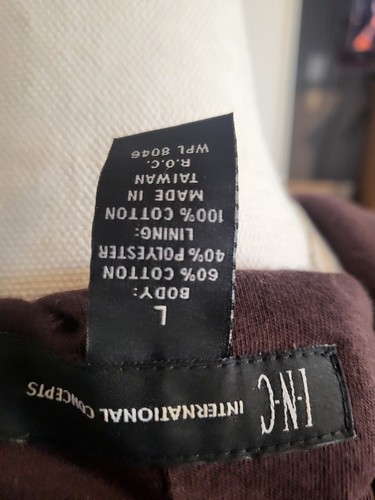 I·N·C INTERNATIONAL CONCEPTS
L
BODY:
60% COTTON
40% POLYESTER
LINING:
100% COTTON
MADE IN
TAIWAN
R.O.C.
WPL 8046